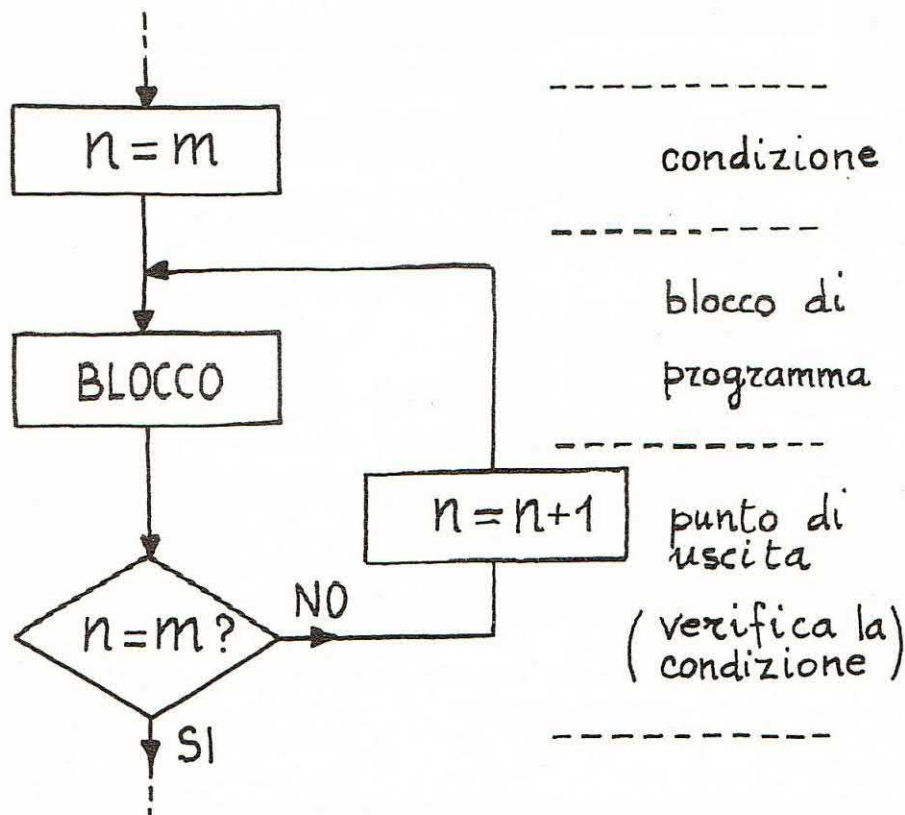 n = m
condizione
blocco di
programma
BLOCCO
n = n+1
punto di
uscita
n = m ?
NO
( verifica la
condizione )
SI